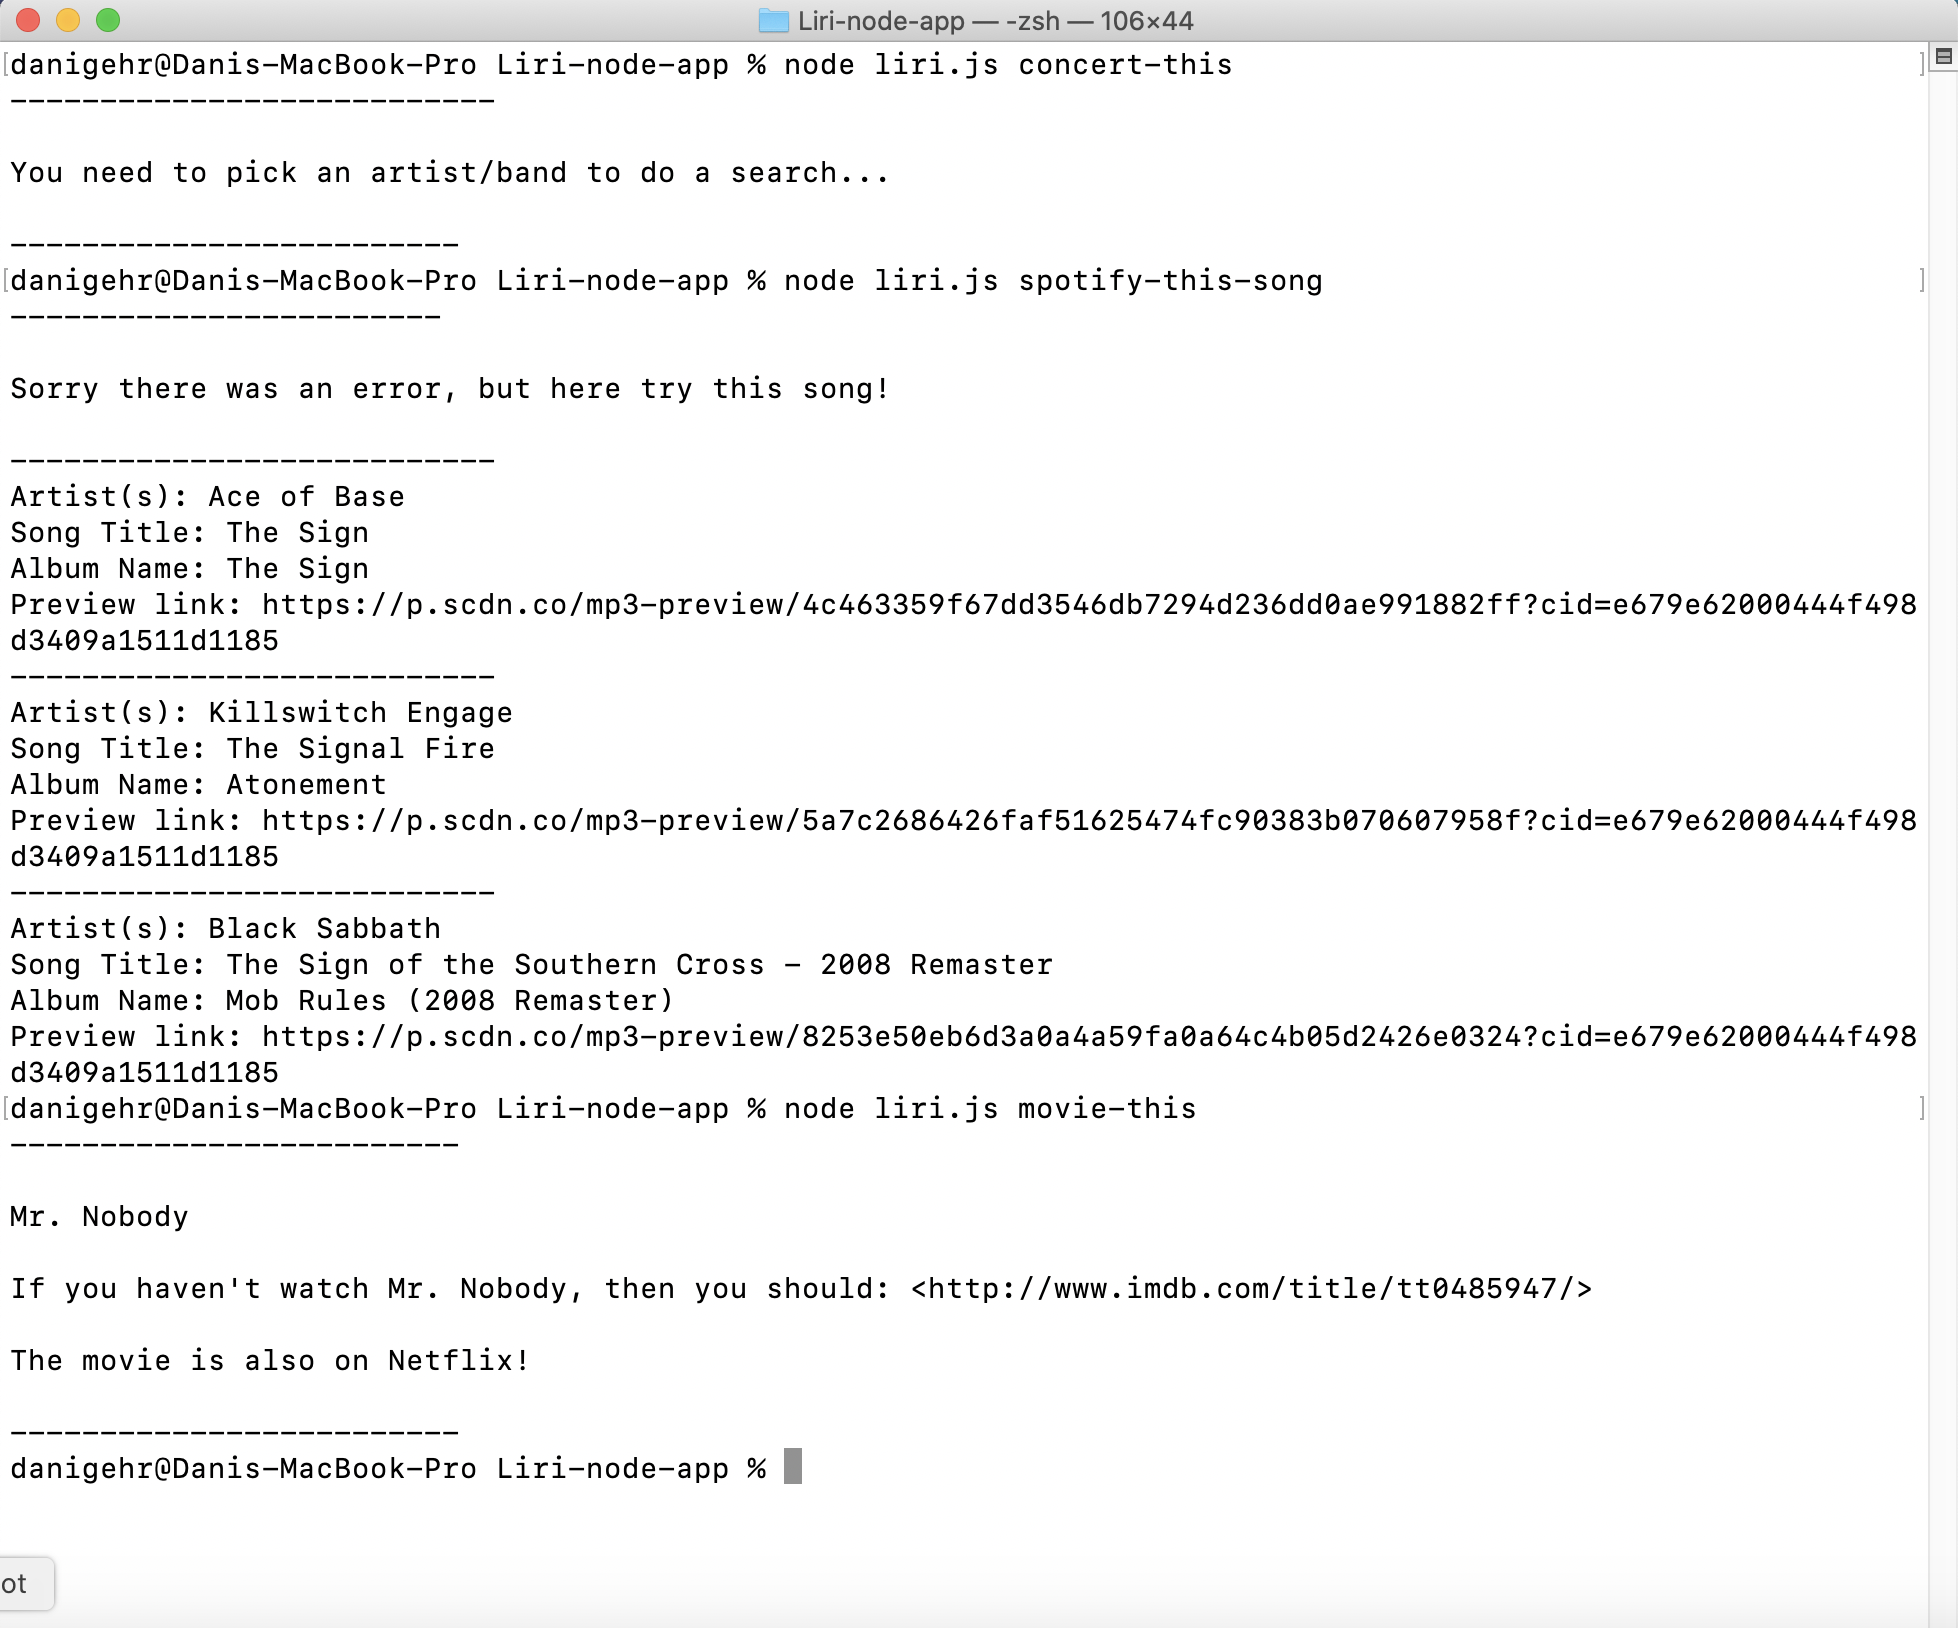 Liri-node-app — -zsh — 106×44
danigehr@Danis-MacBook-Pro Liri-node-app % node liri.js concert-this
---------------------------
You need to pick an artist/band to do a search...
-------------------------
danigehr@Danis-MacBook-Pro Liri-node-app % node liri.js spotify-this-song
------------------------
Sorry there was an error, but here try this song!
---------------------------
Artist(s): Ace of Base
Song Title: The Sign
Album Name: The Sign
Preview link: https://p.scdn.co/mp3-preview/4c463359f67dd3546db7294d236dd0ae991882ff?cid=e679e62000444f498
d3409a1511d1185
---------------------------
Artist(s): Killswitch Engage
Song Title: The Signal Fire
Album Name: Atonement
Preview link: https://p.scdn.co/mp3-preview/5a7c2686426faf51625474fc90383b070607958f?cid=e679e62000444f498
d3409a1511d1185
---------------------------
Artist(s): Black Sabbath
Song Title: The Sign of the Southern Cross - 2008 Remaster
Album Name: Mob Rules (2008 Remaster)
Preview link: https://p.scdn.co/mp3-preview/8253e50eb6d3a0a4a59fa0a64c4b05d2426e0324?cid=e679e62000444f498
d3409a1511d1185
danigehr@Danis-MacBook-Pro Liri-node-app % node liri.js movie-this
-------------------------
Mr. Nobody
If you haven't watch Mr. Nobody, then you should: <http://www.imdb.com/title/tt0485947/>
The movie is also on Netflix!
-------------------------
danigehr@Danis-MacBook-Pro Liri-node-app %
ot